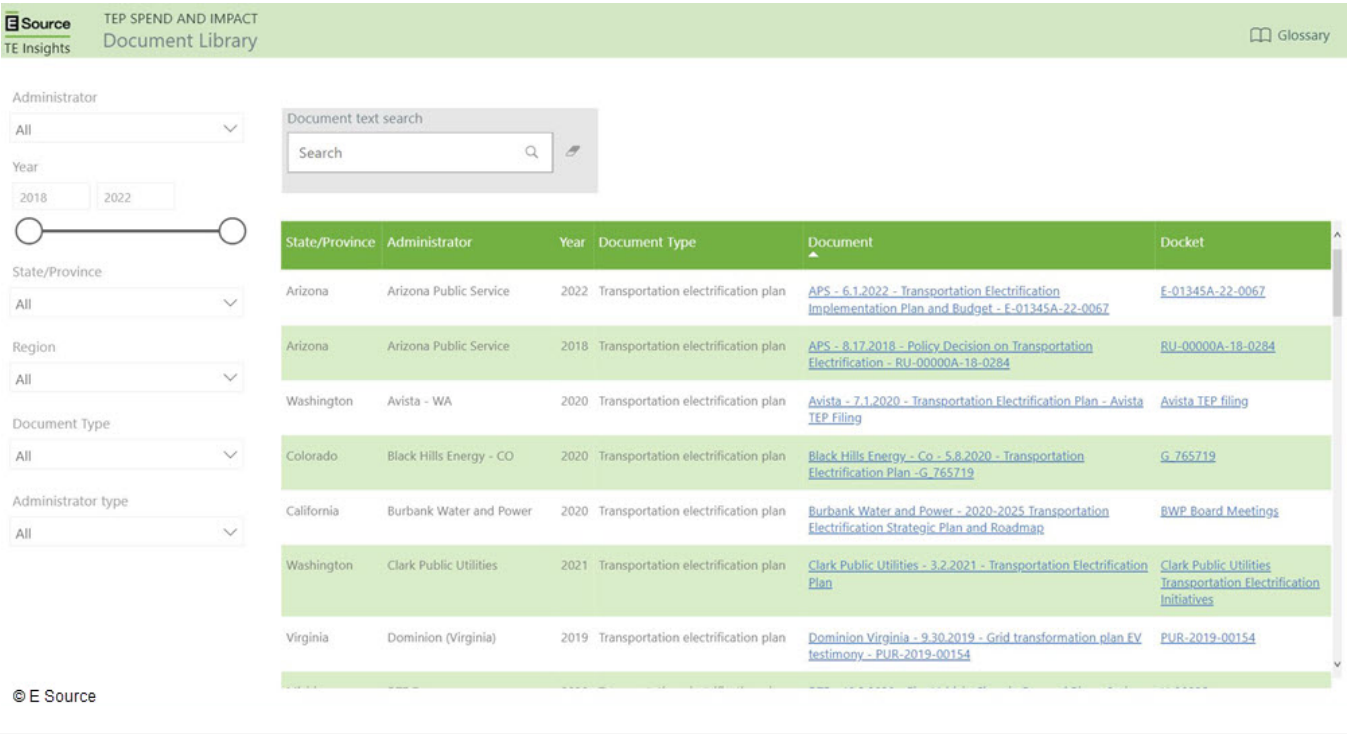 E Source
TE Insights
TEP SPEND AND IMPACT
Document Library
Glossary
Administrator
All
Year
2018 2022
State/Province
All
Region
All
Document Type
All
Administrator type
All
Document text search
Search
State/Province Administrator Year Document Type Document Docket
Arizona Arizona Public Service 2022 Transportation electrification plan APS - 6.1.2022 - Transportation Electrification E-01345A-22-0067
Implementation Plan and Budget - E-01345A-22-0067
Arizona Arizona Public Service 2018 Transportation electrification plan APS - 8.17.2018 - Policy Decision on Transportation RU-00000A-18-0284
Electrification - RU-00000A-18-0284
Washington Avista - WA 2020 Transportation electrification plan Avista - 7.1.2020 - Transportation Electrification Plan - Avista Avista TEP filing
TEP Filing
Colorado Black Hills Energy - CO 2020 Transportation electrification plan Black Hills Energy - Co - 5.8.2020 - Transportation G_765719
Electrification Plan -G_765719
California Burbank Water and Power 2020 Transportation electrification plan Burbank Water and Power - 2020-2025 Transportation BWP Board Meetings
Electrification Strategic Plan and Roadmap
Washington Clark Public Utilities 2021 Transportation electrification plan Clark Public Utilities - 3.2.2021 - Transportation Electrification Clark Public Utilities
Plan Transportation Electrification
Initiatives
Virginia Dominion (Virginia) 2019 Transportation electrification plan Dominion Virginia - 9.30.2019 - Grid transformation plan EV PUR-2019-00154
testimony - PUR-2019-00154
© E Source